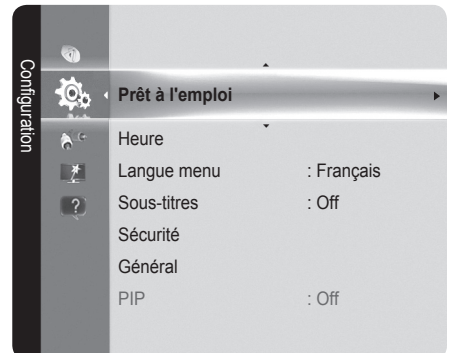 Configuration
Prêt à l'emploi
Heure
Langue menu : Français
Sous-titres : Off
Sécurité
Général
PIP : Off